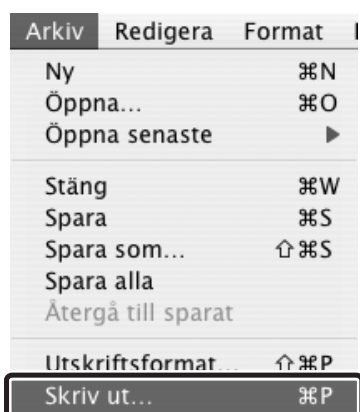 Arkiv Redigera Format
Ny ⌘N
Öppna... ⌘O
Öppna senaste ▶
Stäng ⌘W
Spara ⌘S
Spara som... ⇧⌘S
Spara alla
Återgå till sparat
Utskriftsformat... ⇧⌘P
Skriv ut... ⌘P